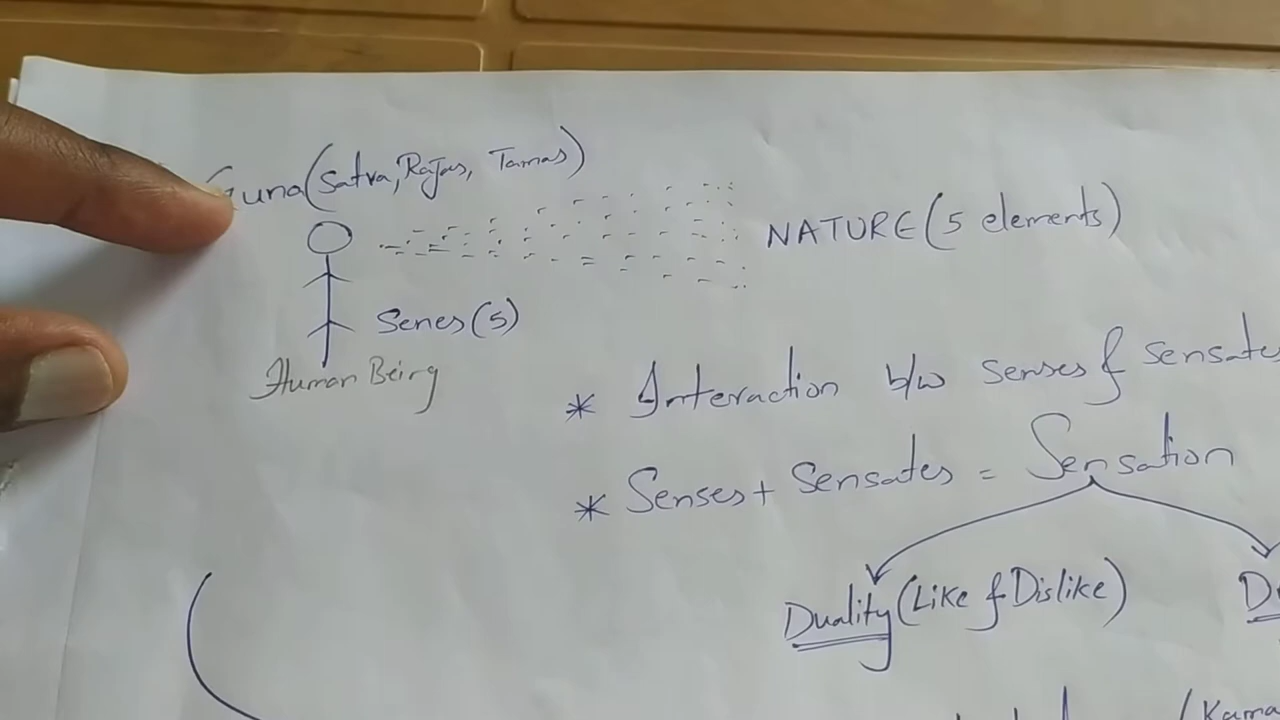 Guna(Satva,Rajas, Tamas)
NATURE(5 elements)
Senes(5)
Human Being
* Interaction b/w senses & sensates
* Senses+ Sensates = Sensation
Duality(Like & Dislike)
(Kama